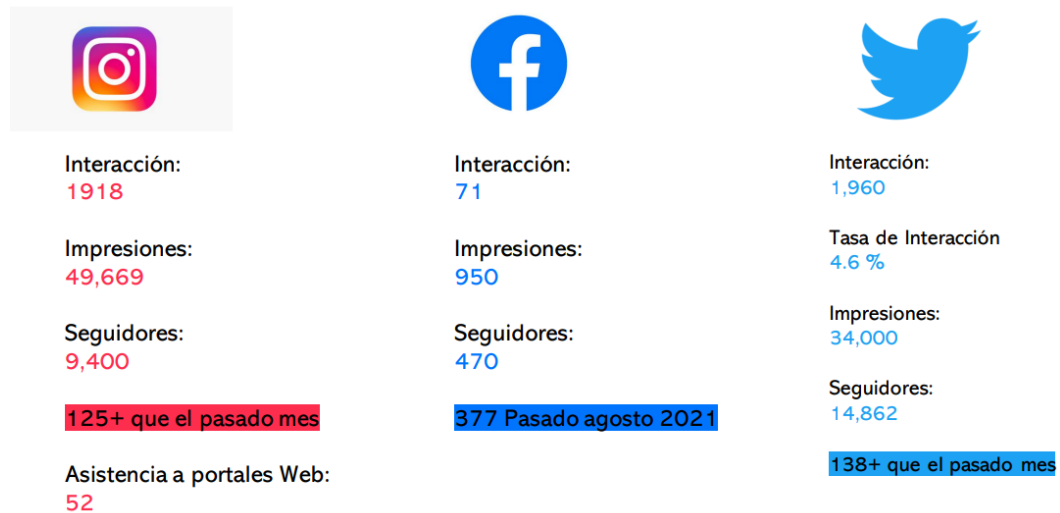 Interacción:
1918
Impresiones:
49,669
Seguidores:
9,400
125+ que el pasado mes
Asistencia a portales Web:
52
Interacción:
71
Impresiones:
950
Seguidores:
470
377 Pasado agosto 2021
Interacción:
1,960
Tasa de Interacción
4.6 %
Impresiones:
34,000
Seguidores:
14,862
138+ que el pasado mes